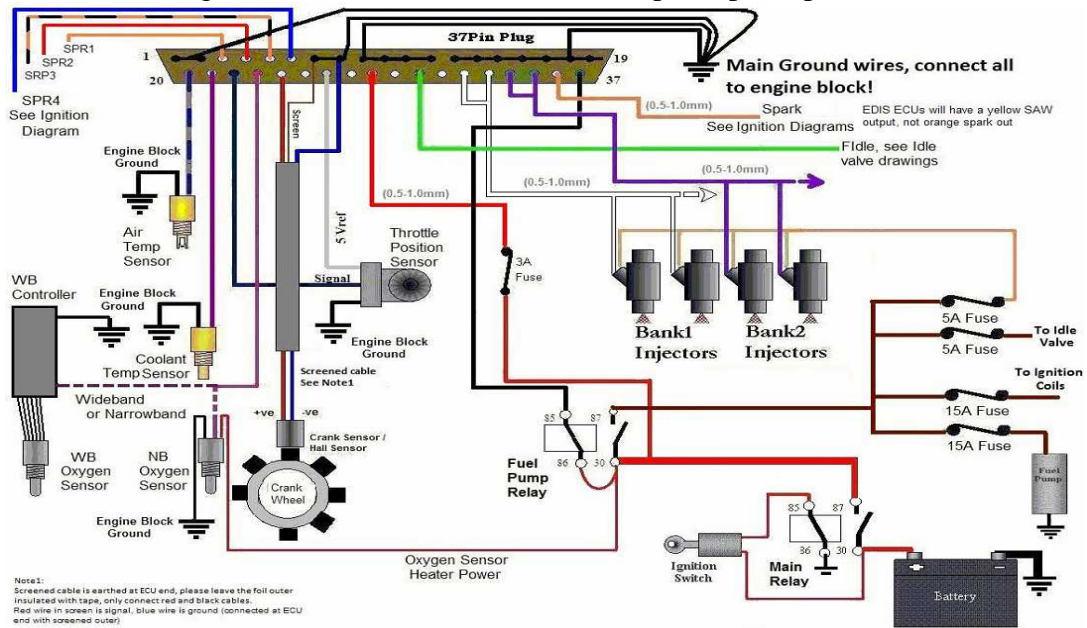 SPR1
SPR2
SRP3
SPR4
See Ignition
Diagram
1
20
37Pin Plug
19
37
Main Ground wires, connect all
to engine block!
(0.5-1.0mm)
Spark
See Ignition Diagrams
EDIS ECUs will have a yellow SAW
output, not orange spark out
FIdle, see Idle
valve drawings
Screen
Engine Block
Ground
Air
Temp
Sensor
5 Vref
(0.5-1.0mm)
(0.5-1.0mm)
(0.5-1.0mm)
Throttle
Position
Sensor
Signal
3A
Fuse
WB
Controller
Engine Block
Ground
Engine Block
Ground
Bank1
Injectors
Bank2
Injectors
5A Fuse
To Idle
Valve
5A Fuse
Coolant
Temp Sensor
Screened cable
See Note1
To Ignition
Coils
Wideband
or Narrowband
+ve
-ve
15A Fuse
85
87
15A Fuse
Crank Sensor /
Hall Sensor
WB
Oxygen
Sensor
NB
Oxygen
Sensor
Crank
Wheel
86
30
Fuel
Pump
Relay
Fuel
Pump
Engine Block
Ground
85
87
Oxygen Sensor
Heater Power
Ignition
Switch
86
30
Main
Relay
+
-
Battery
Note1:
Screened cable is earthed at ECU end, please leave the foil outer
insulated with tape, only connect red and black cables.
Red wire in screen is signal, blue wire is ground (connected at ECU
end with screened outer)